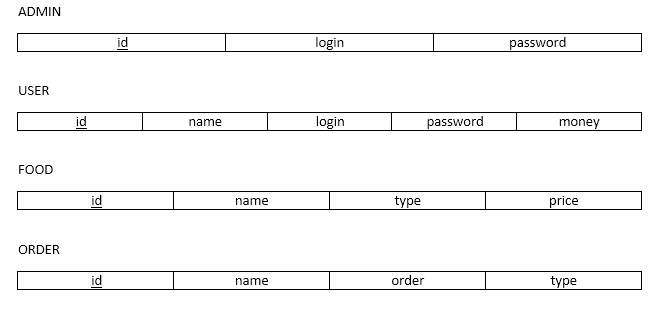 ADMIN
id login password
USER
id name login password money
FOOD
id name type price
ORDER
id name order type